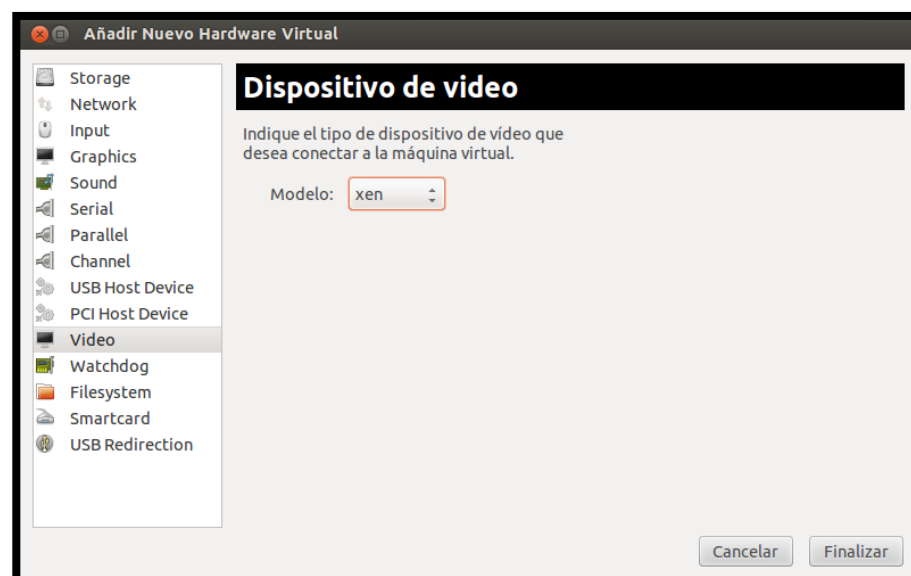 Añadir Nuevo Hardware Virtual
Storage
Network
Input
Graphics
Sound
Serial
Parallel
Channel
USB Host Device
PCI Host Device
Video
Watchdog
Filesystem
Smartcard
USB Redirection
Dispositivo de video
Indique el tipo de dispositivo de vídeo que
desea conectar a la máquina virtual.
Modelo: xen
Cancelar Finalizar